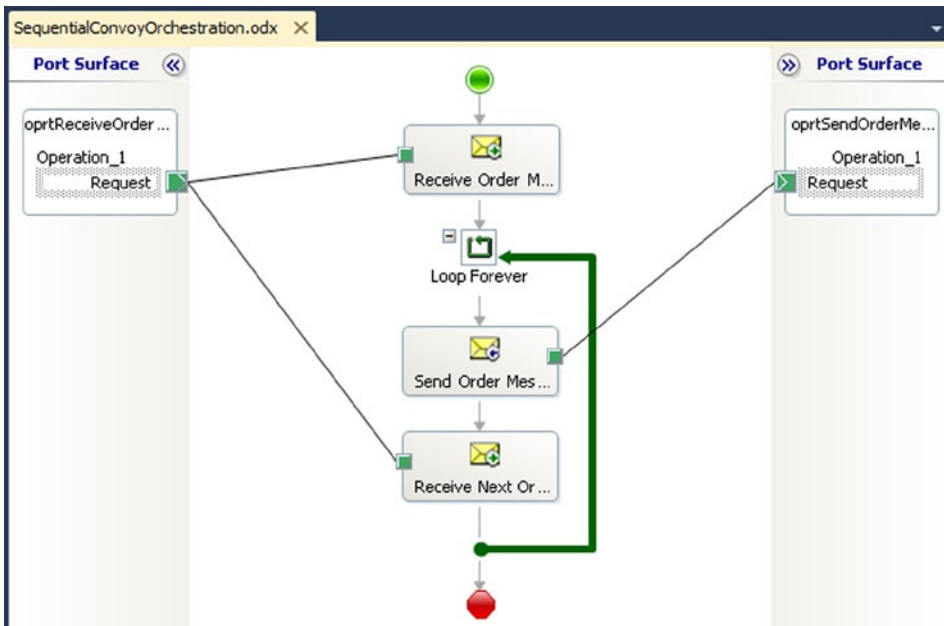 SequentialConvoyOrchestration.odx
Port Surface
Port Surface
oprtReceiveOrder...
Operation_1
Request
Receive Order M...
oprtSendOrderMe...
Operation_1
Request
Loop Forever
Send Order Mes...
Receive Next Or...